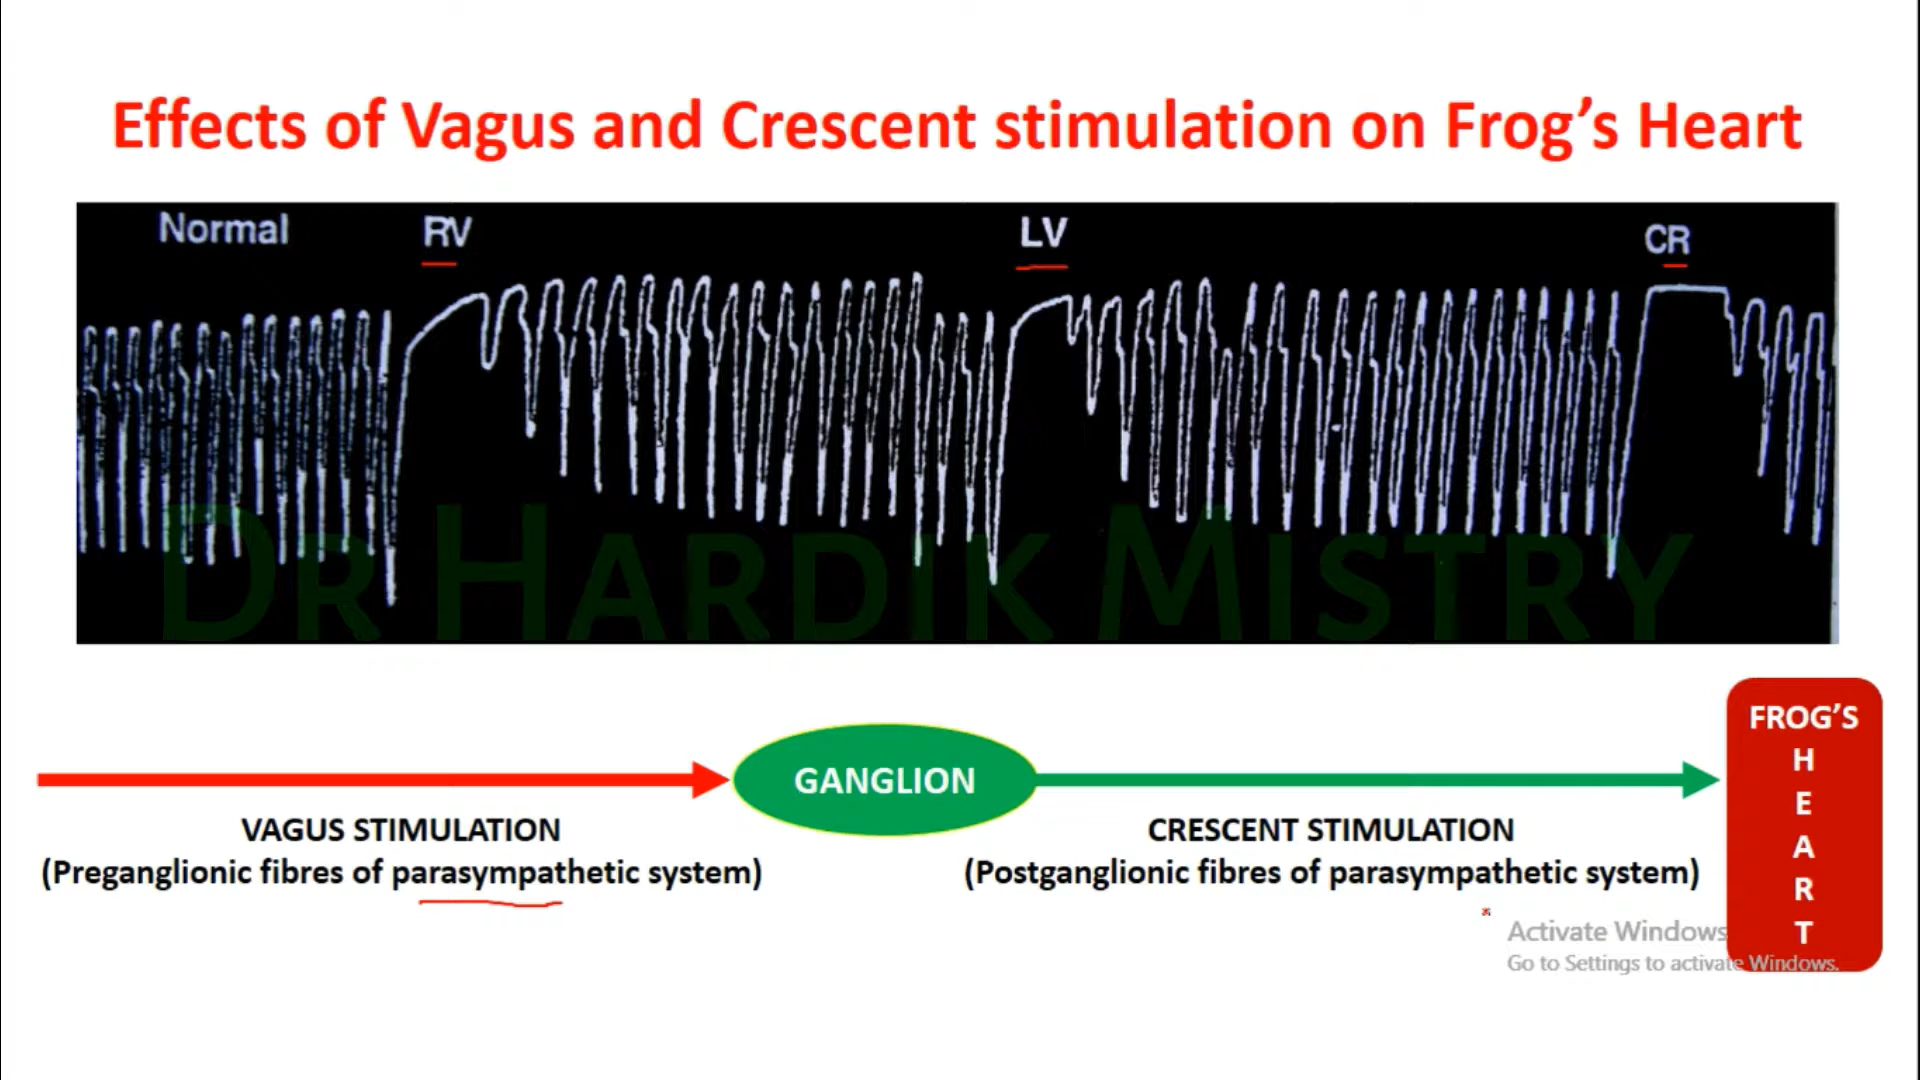 Effects of Vagus and Crescent stimulation on Frog's Heart
Normal
RV
LV
CR
DR HARDIK MISTRY
GANGLION
VAGUS STIMULATION
(Preganglionic fibres of parasympathetic system)
CRESCENT STIMULATION
(Postganglionic fibres of parasympathetic system)
FROG'S
H
E
A
R
T
Activate Windows
Go to Settings to activate Windows.